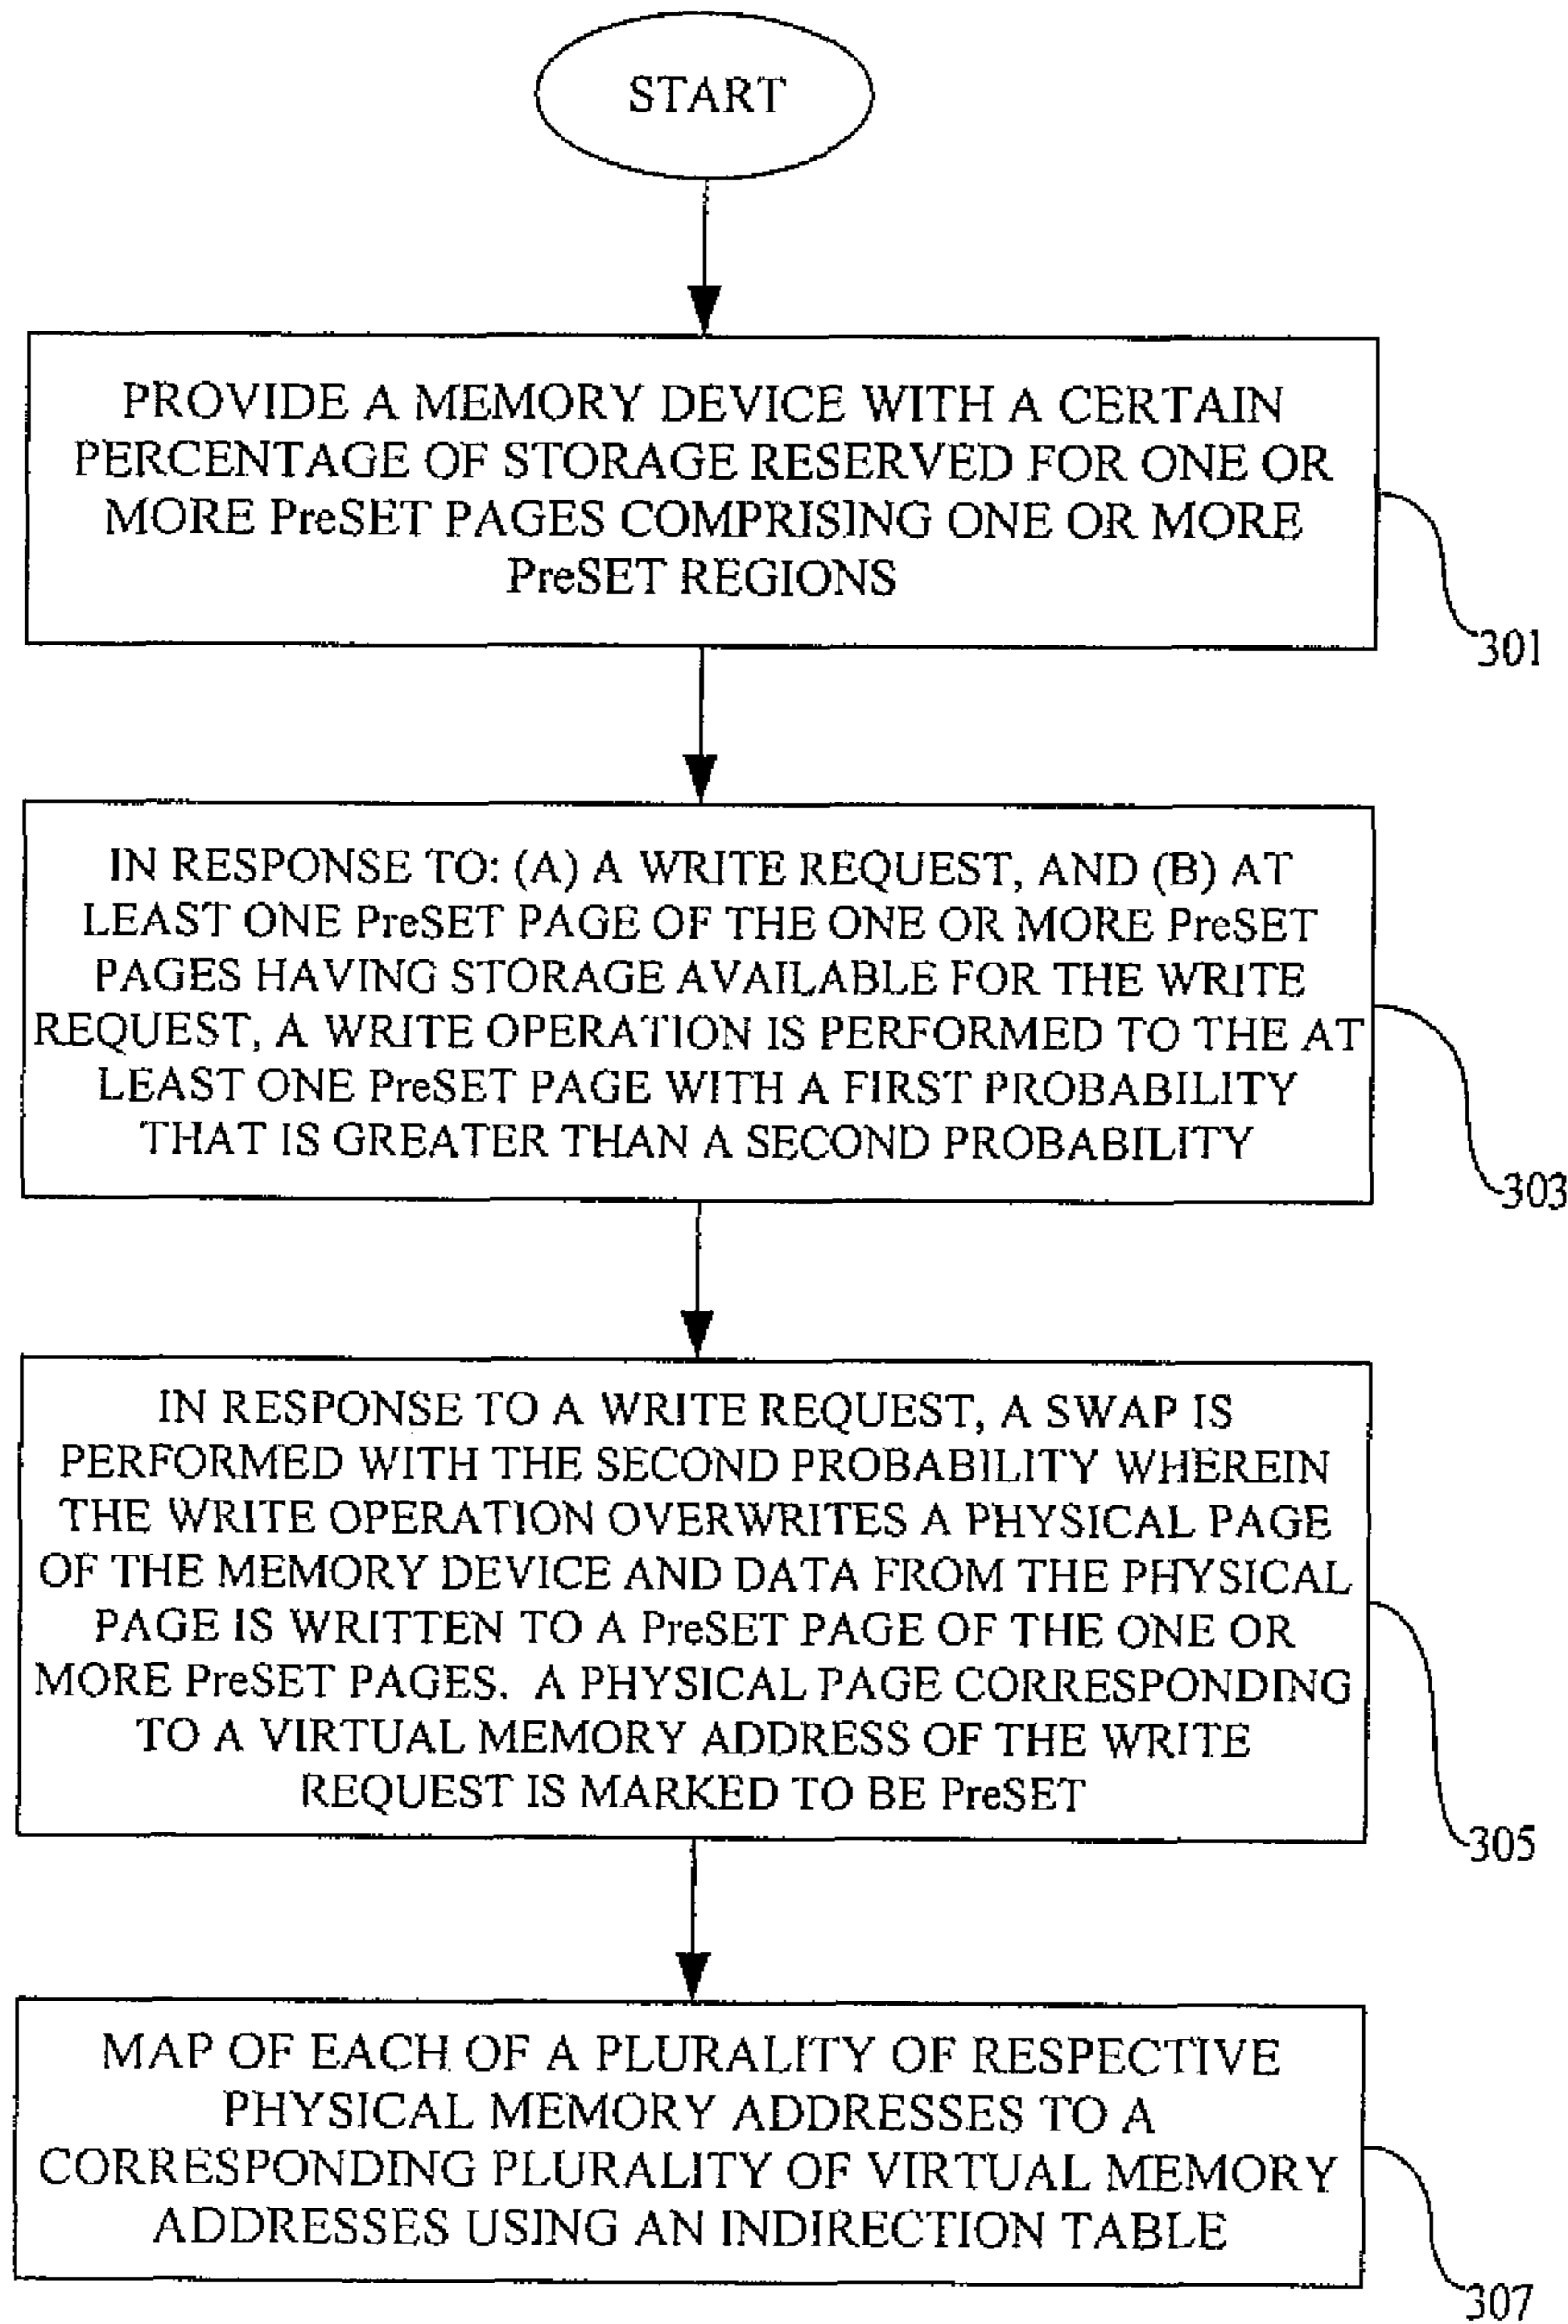 START
PROVIDE A MEMORY DEVICE WITH A CERTAIN
PERCENTAGE OF STORAGE RESERVED FOR ONE OR
MORE PreSET PAGES COMPRISING ONE OR MORE
PreSET REGIONS
301
IN RESPONSE TO: (A) A WRITE REQUEST, AND (B) AT
LEAST ONE PreSET PAGE OF THE ONE OR MORE PreSET
PAGES HAVING STORAGE AVAILABLE FOR THE WRITE
REQUEST, A WRITE OPERATION IS PERFORMED TO THE AT
LEAST ONE PreSET PAGE WITH A FIRST PROBABILITY
THAT IS GREATER THAN A SECOND PROBABILITY
303
IN RESPONSE TO A WRITE REQUEST, A SWAP IS
PERFORMED WITH THE SECOND PROBABILITY WHEREIN
THE WRITE OPERATION OVERWRITES A PHYSICAL PAGE
OF THE MEMORY DEVICE AND DATA FROM THE PHYSICAL
PAGE IS WRITTEN TO A PreSET PAGE OF THE ONE OR
MORE PreSET PAGES. A PHYSICAL PAGE CORRESPONDING
TO A VIRTUAL MEMORY ADDRESS OF THE WRITE
REQUEST IS MARKED TO BE PreSET
305
MAP OF EACH OF A PLURALITY OF RESPECTIVE
PHYSICAL MEMORY ADDRESSES TO A
CORRESPONDING PLURALITY OF VIRTUAL MEMORY
ADDRESSES USING AN INDIRECTION TABLE
307